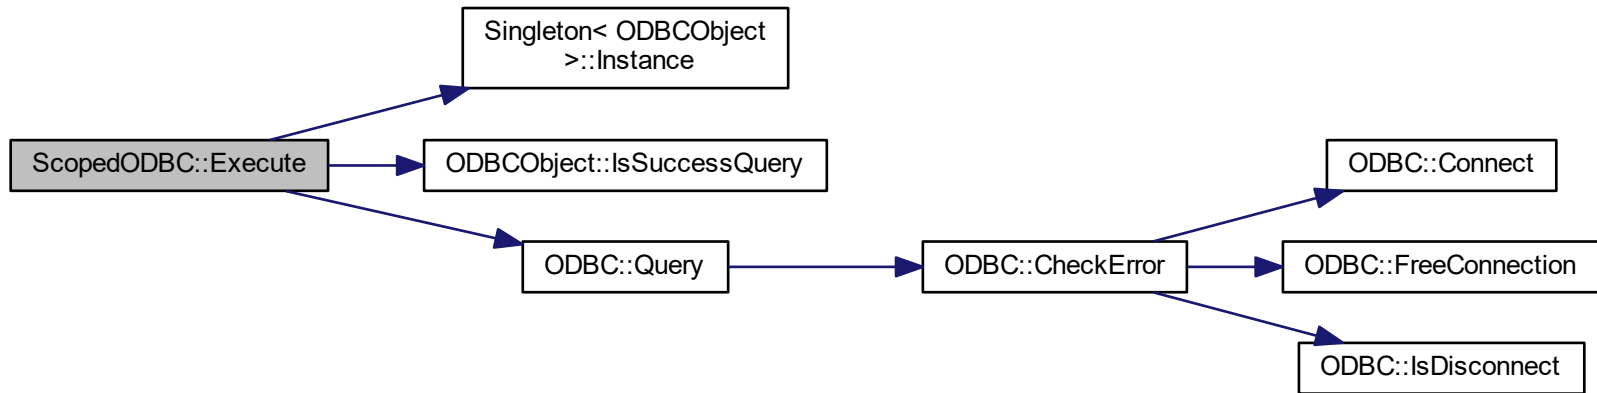 Singleton< ODBCObject
>::Instance
ScopedODBC::Execute
ODBCObject::IsSuccessQuery
ODBC::Query
ODBC::CheckError
ODBC::Connect
ODBC::FreeConnection
ODBC::IsDisconnect